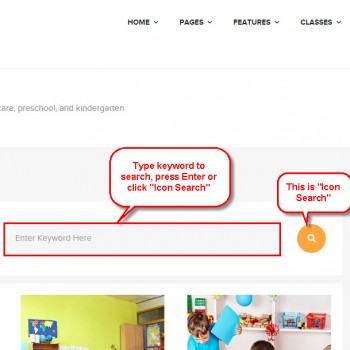 HOME PAGES FEATURES CLASSES
care, preschool, and kindergarten
Type keyword to
search, press Enter or
click "Icon Search"
This is "Icon
Search"
Enter Keyword Here